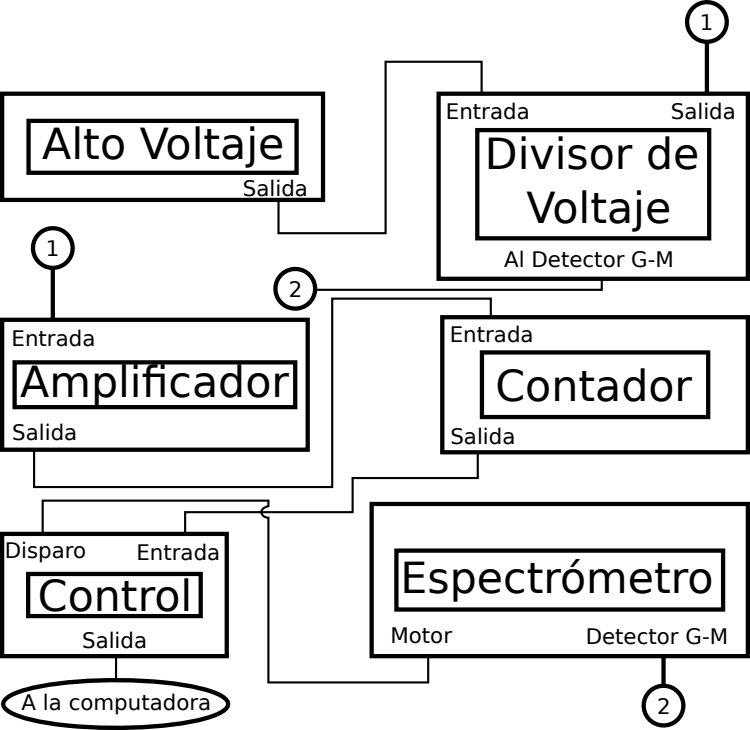 1
Entrada
Salida
Alto Voltaje
Salida
Divisor de
Voltaje
Al Detector G-M
1
2
Entrada
Amplificador
Salida
Entrada
Contador
Salida
Disparo
Entrada
Control
Salida
A la computadora
Espectrómetro
Motor
Detector G-M
2